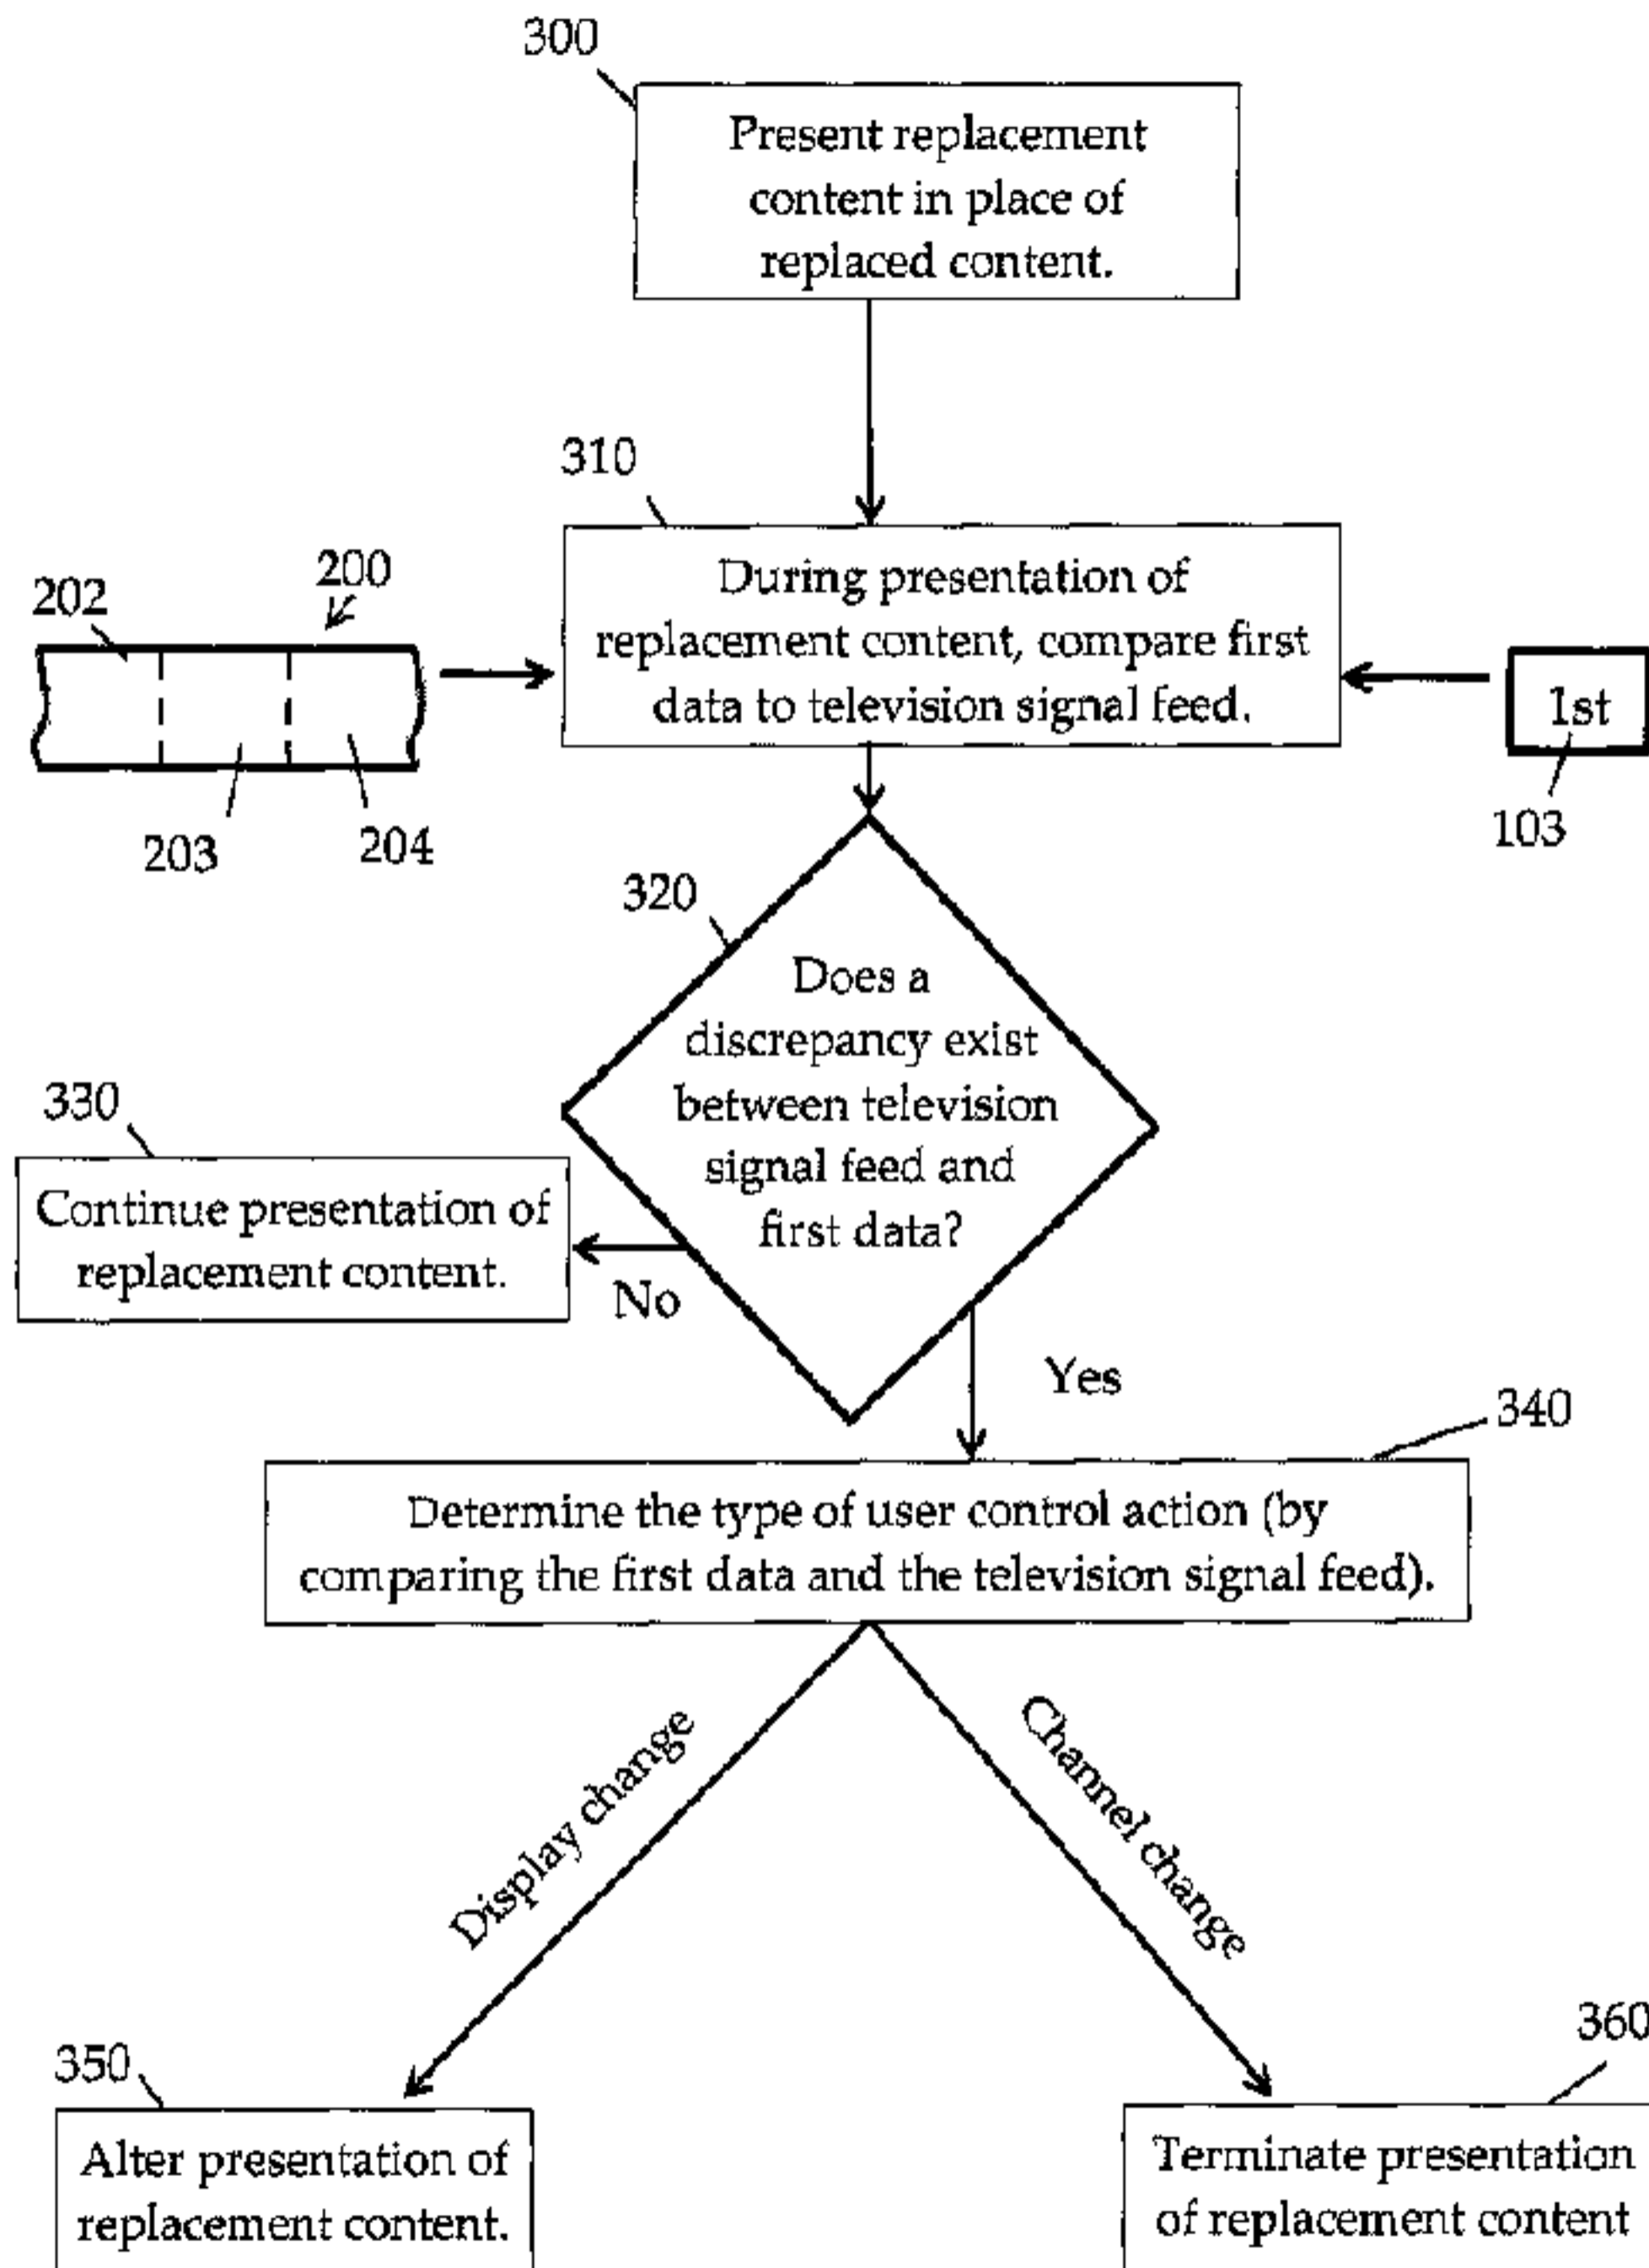 300
Present replacement
content in place of
replaced content.
310
During presentation of
replacement content, compare first
data to television signal feed.
202
200
203
204
1st
103
320
Does a
discrepancy exist
between television
signal feed and
first data?
330
Continue presentation of
replacement content.
No
Yes
340
Determine the type of user control action (by
comparing the first data and the television signal feed).
Display change
Channel change
350
Alter presentation of
replacement content.
360
Terminate presentation
of replacement content